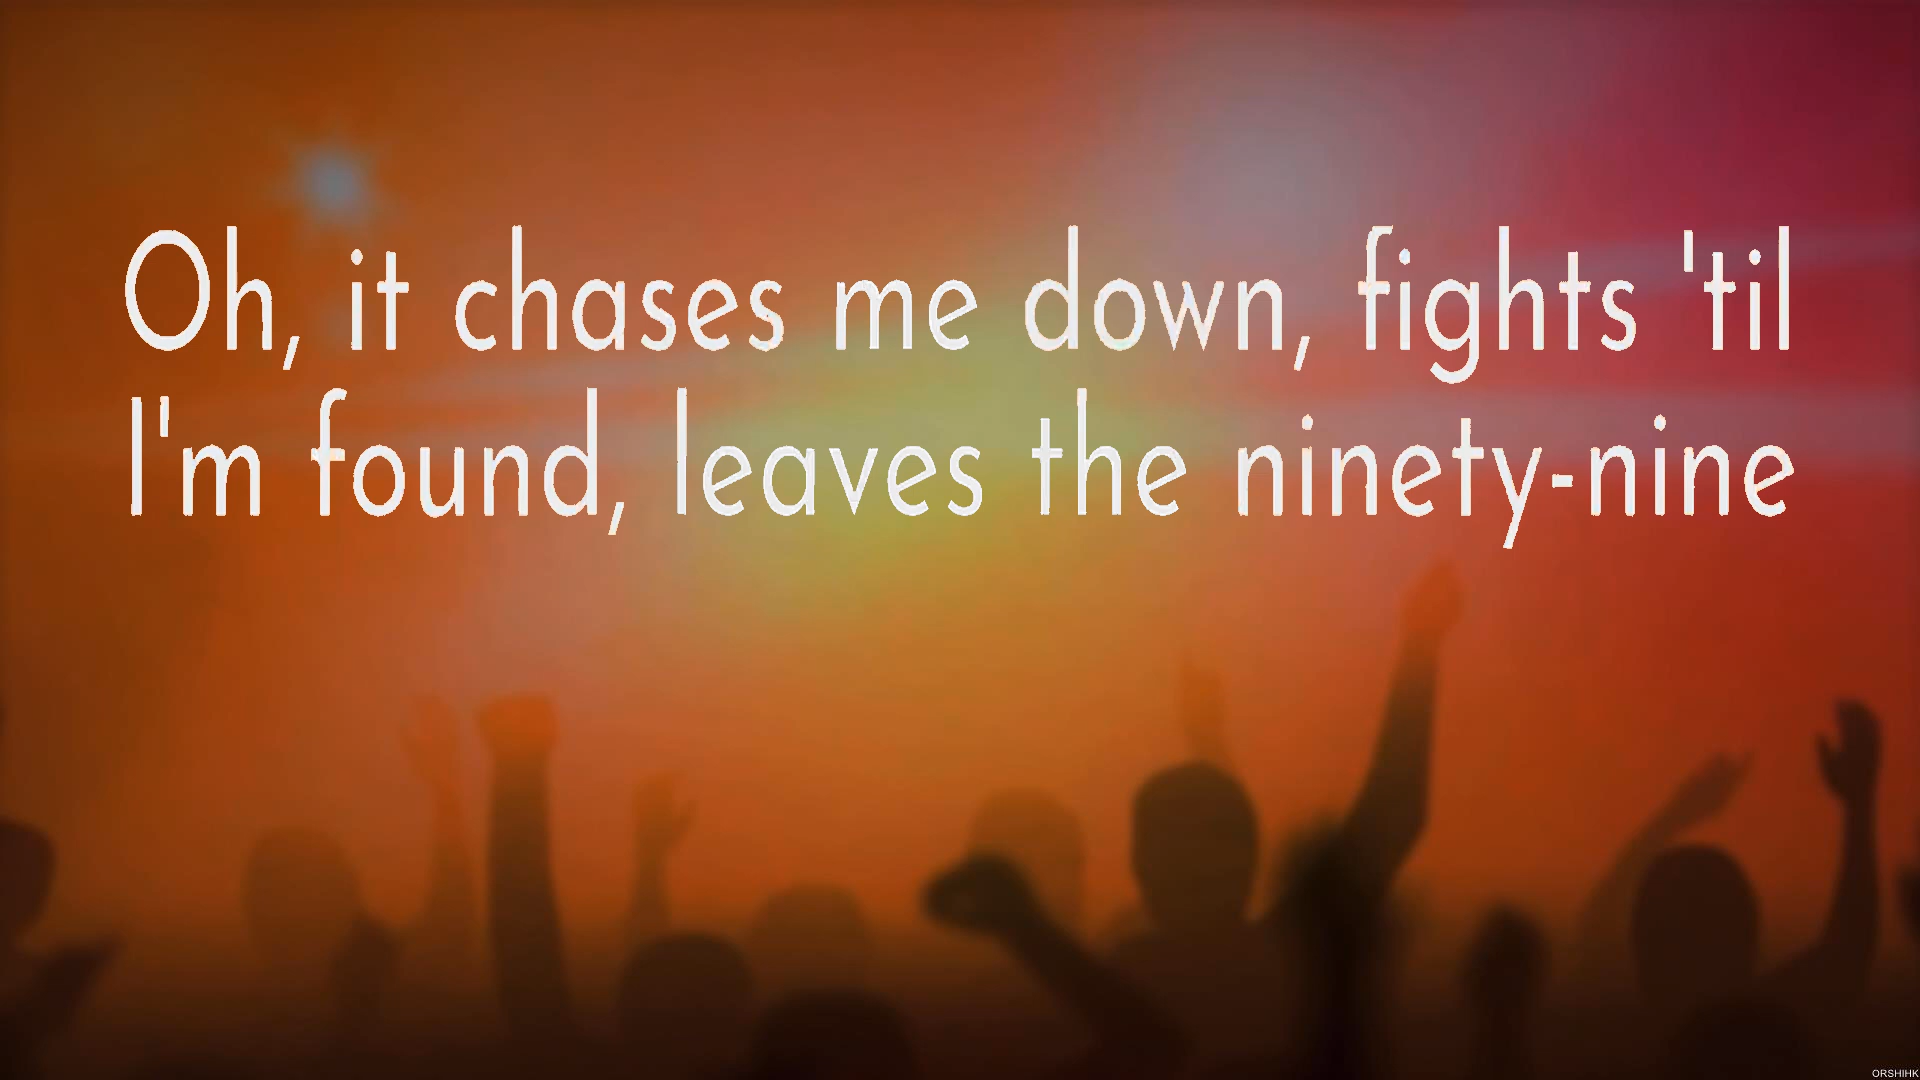 Oh, it chases me down, fights 'til
I'm found, leaves the ninety-nine
ORSHIHK